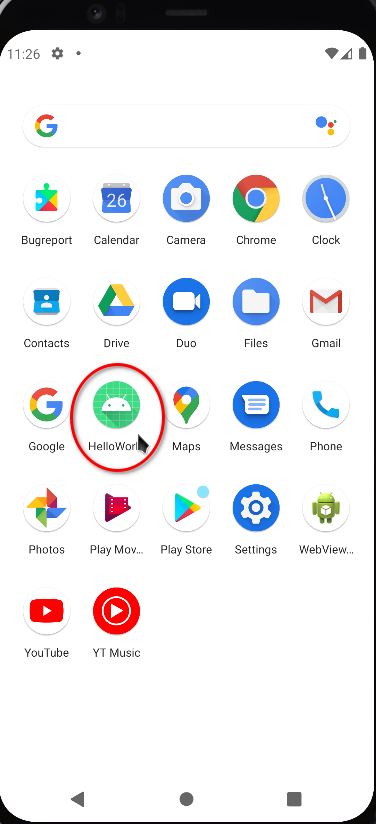 11:26
Bugreport Calendar Camera Chrome Clock
26
Contacts Drive Duo Files Gmail
Google HelloWorl Maps Messages Phone
Photos Play Mov... Play Store Settings WebView...
YouTube YT Music